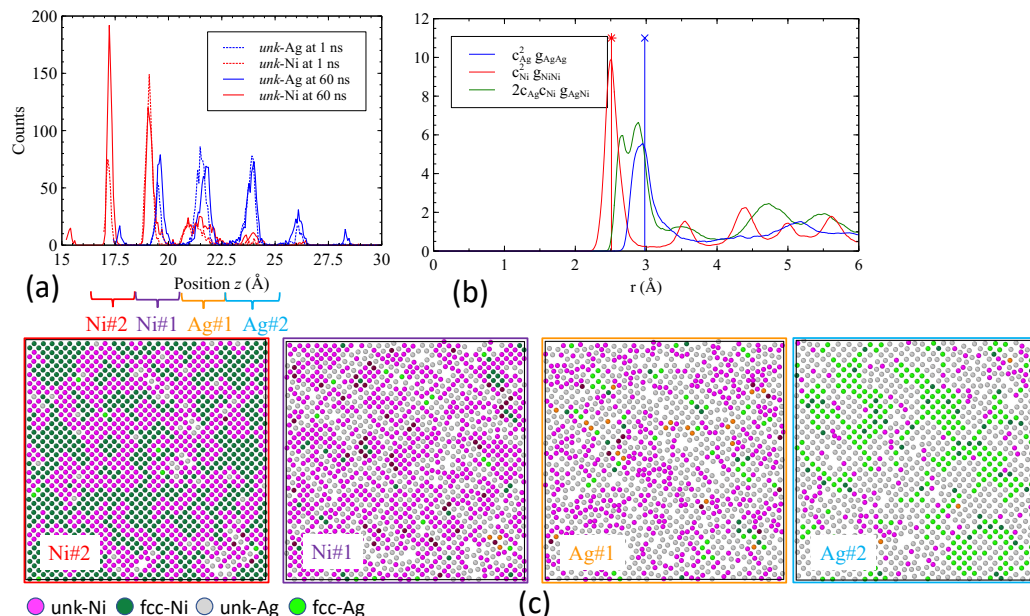 200
150
100
50
0
Counts
unk-Ag at 1 ns
unk-Ni at 1 ns
unk-Ag at 60 ns
unk-Ni at 60 ns
15 17.5 20 22.5 25 27.5 30
Position z (Å)
(a)
12
10
8
6
4
2
0
c²Ag gAgAg
c²Ni gNiNi
2cAgcNi gAgNi
0 1 2 3 4 5 6
r (Å)
(b)
Ni#2 Ni#1 Ag#1 Ag#2
Ni#2
Ni#1
Ag#1
Ag#2
unk-Ni fcc-Ni unk-Ag fcc-Ag
(c)